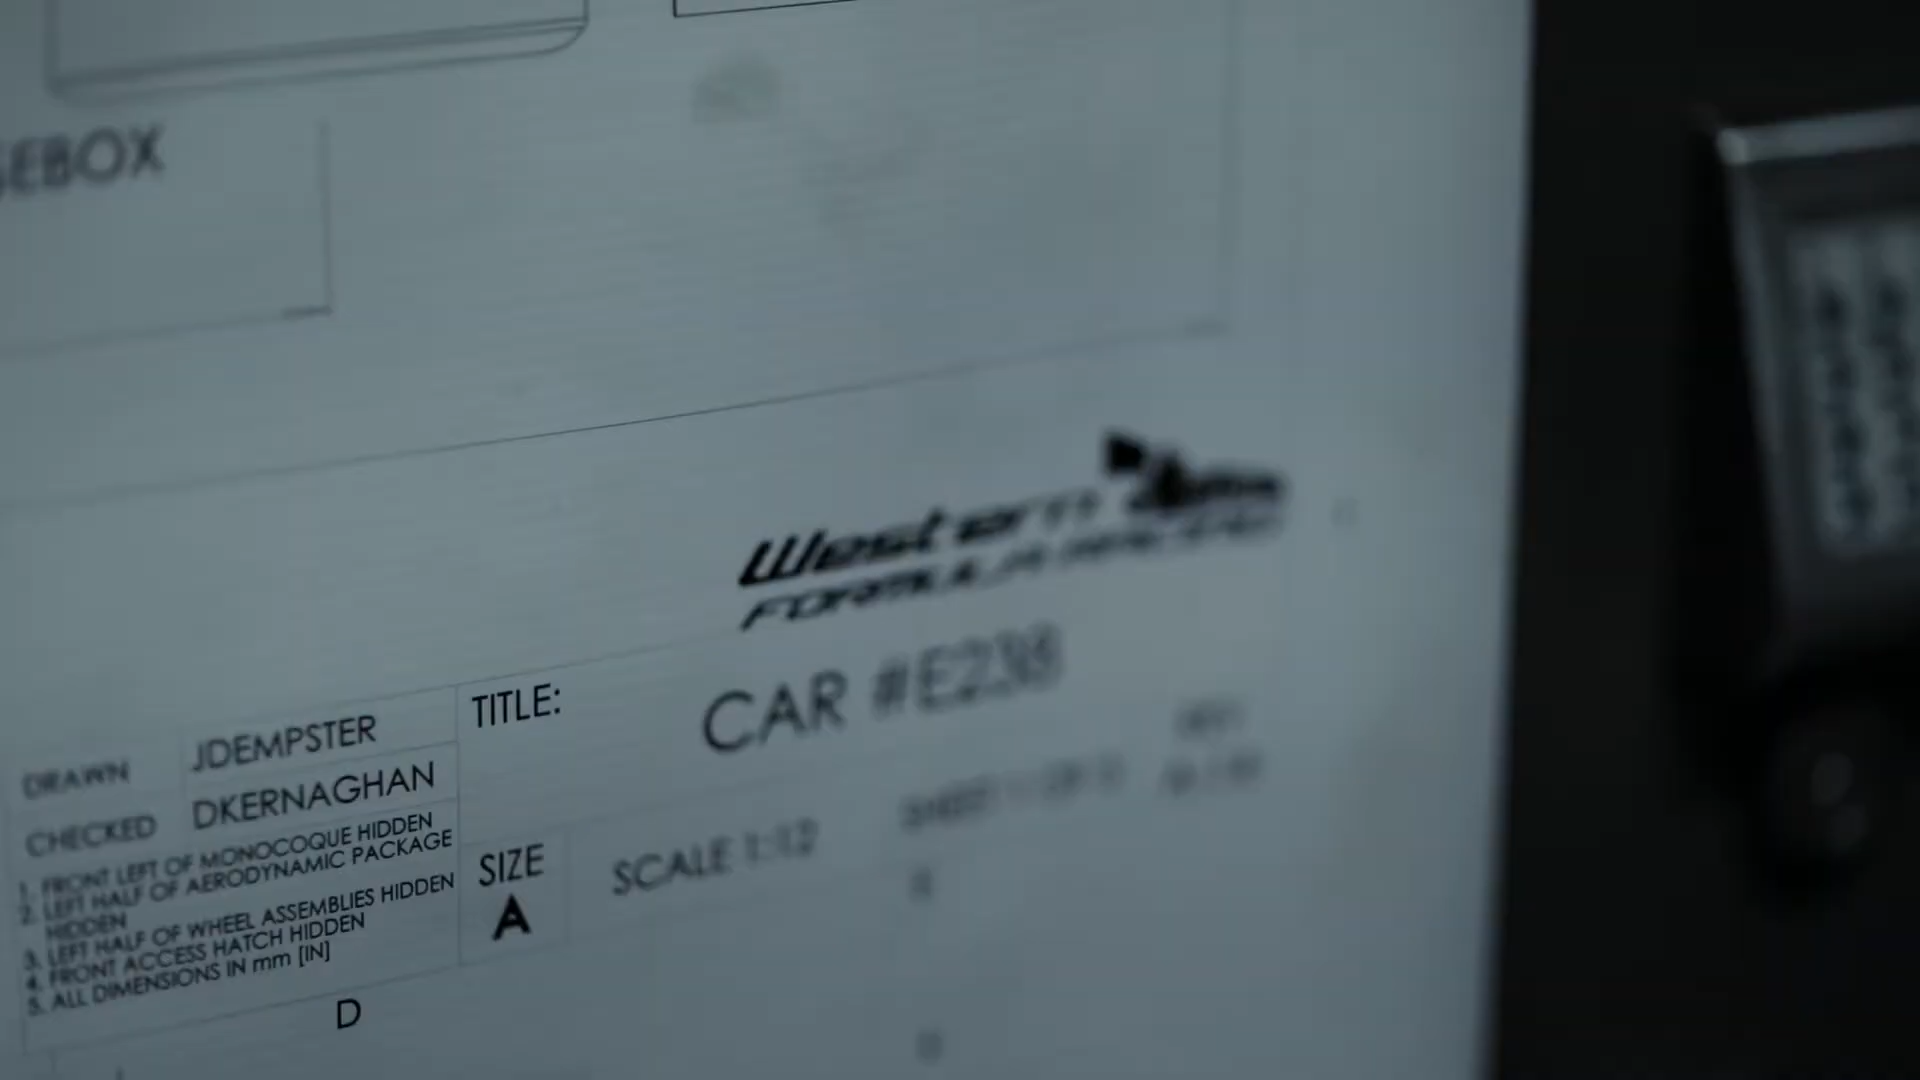 Western
FORMULA RACING
TITLE:
CAR #E238
DRAWN JDEMPSTER
CHECKED DKERNAGHAN
1. FRONT LEFT OF MONOCOQUE HIDDEN
2. LEFT HALF OF AERODYNAMIC PACKAGE
HIDDEN
3. LEFT HALF OF WHEEL ASSEMBLIES HIDDEN
4. FRONT ACCESS HATCH HIDDEN
5. ALL DIMENSIONS IN mm [IN]
SIZE
A
SCALE 1:12
D